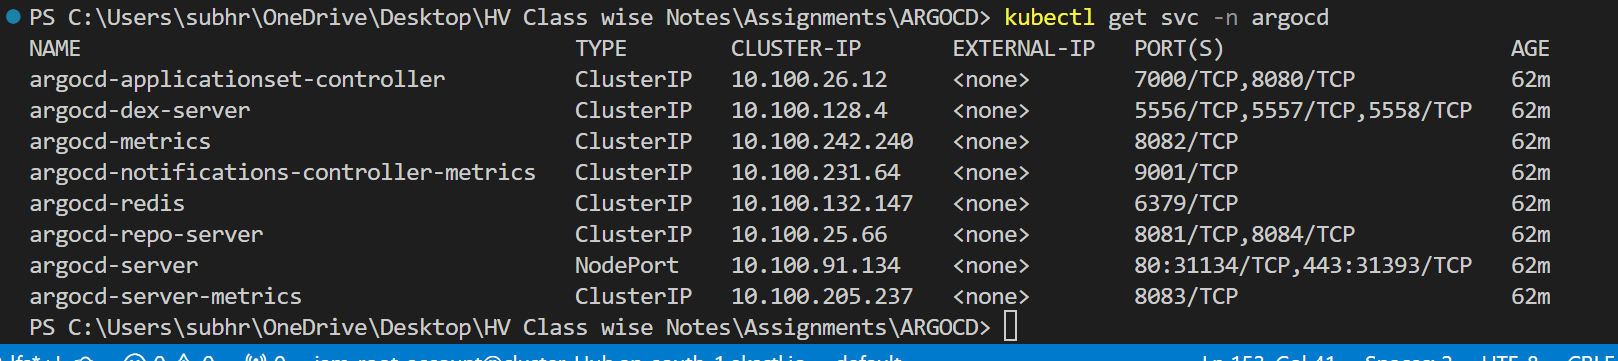 PS C:\Users\subhr\OneDrive\Desktop\HV Class wise Notes\Assignments\ARGOCD> kubectl get svc -n argocd
NAME TYPE CLUSTER-IP EXTERNAL-IP PORT(S) AGE
argocd-applicationset-controller ClusterIP 10.100.26.12 <none> 7000/TCP,8080/TCP 62m
argocd-dex-server ClusterIP 10.100.128.4 <none> 5556/TCP,5557/TCP,5558/TCP 62m
argocd-metrics ClusterIP 10.100.242.240 <none> 8082/TCP 62m
argocd-notifications-controller-metrics ClusterIP 10.100.231.64 <none> 9001/TCP 62m
argocd-redis ClusterIP 10.100.132.147 <none> 6379/TCP 62m
argocd-repo-server ClusterIP 10.100.25.66 <none> 8081/TCP,8084/TCP 62m
argocd-server NodePort 10.100.91.134 <none> 80:31134/TCP,443:31393/TCP 62m
argocd-server-metrics ClusterIP 10.100.205.237 <none> 8083/TCP 62m
PS C:\Users\subhr\OneDrive\Desktop\HV Class wise Notes\Assignments\ARGOCD>